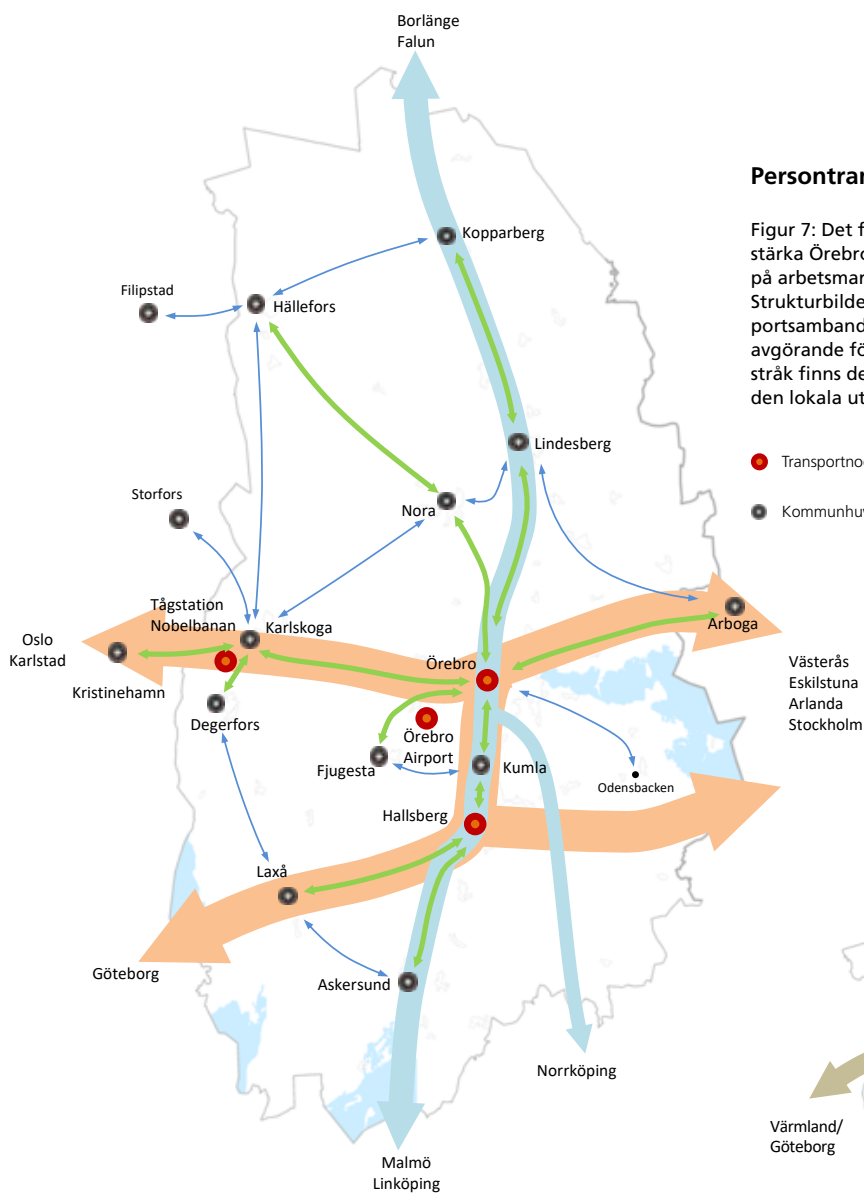 Borlänge
Falun
Persontran
Figur 7: Det f
stärka Örebro
på arbetsmar
Strukturbilde
portsamband
avgörande fö
stråk finns de
den lokala ut
Kopparberg
Filipstad
Hällefors
Lindesberg
Transportnod
Storfors
Nora
Kommunhuv
Tågstation
Nobelbanan
Karlskoga
Arboga
Oslo
Karlstad
Örebro
Västerås
Eskilstuna
Arlanda
Stockholm
Kristinehamn
Degerfors
Örebro
Airport
Fjugesta
Kumla
Odensbacken
Hallsberg
Laxå
Göteborg
Askersund
Norrköping
Värmland/
Göteborg
Malmö
Linköping